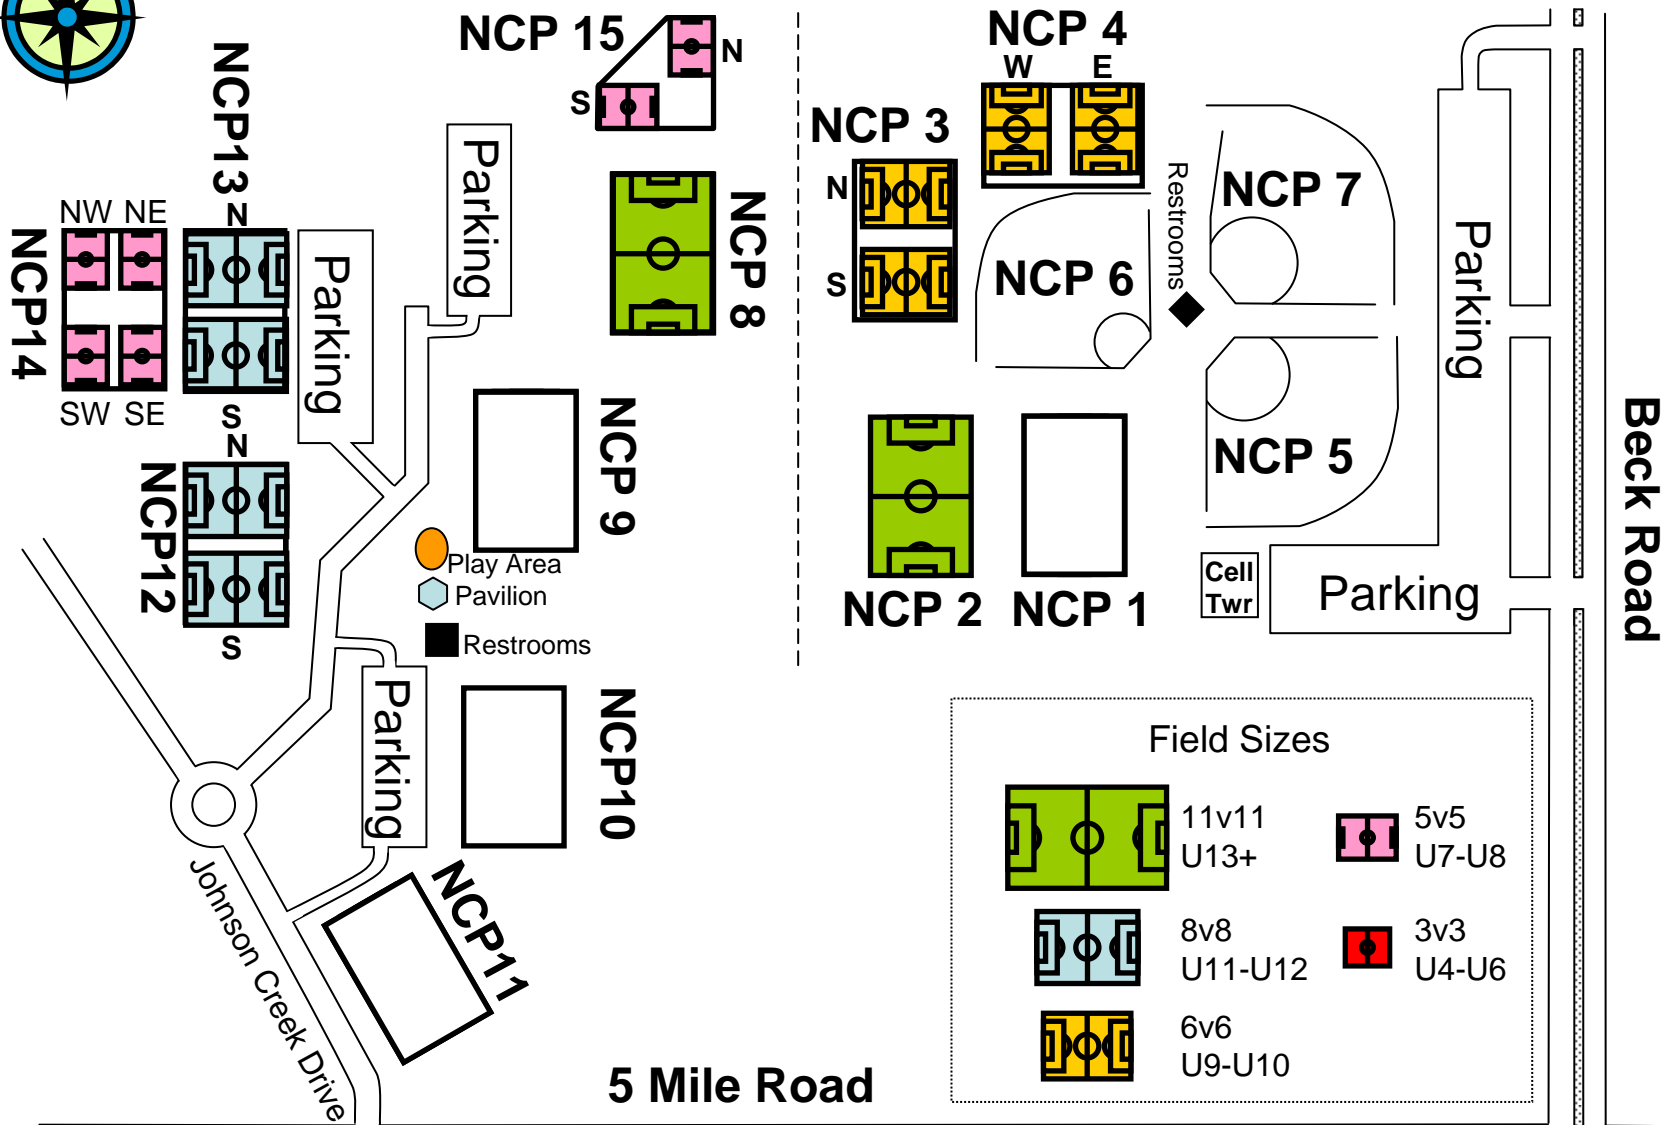 NCP 15
N
S
NCP 4
W E
NCP 3
N
S
NCP13
N
S
NW NE
NCP14
SW SE
N
NCP12
S
Parking
Parking
NCP 8
NCP 6
NCP 7
Restrooms
NCP 5
Parking
Beck Road
NCP 9
Play Area
Pavilion
Restrooms
NCP 2
NCP 1
Cell
Twr
Parking
Parking
NCP10
NCP11
Johnson Creek Drive
5 Mile Road
Field Sizes
11v11
U13+
5v5
U7-U8
8v8
U11-U12
3v3
U4-U6
6v6
U9-U10